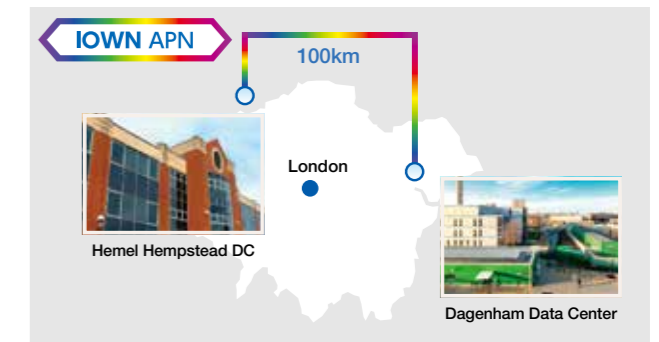 IOWN APN
100km
London
Hemel Hempstead DC
Dagenham Data Center